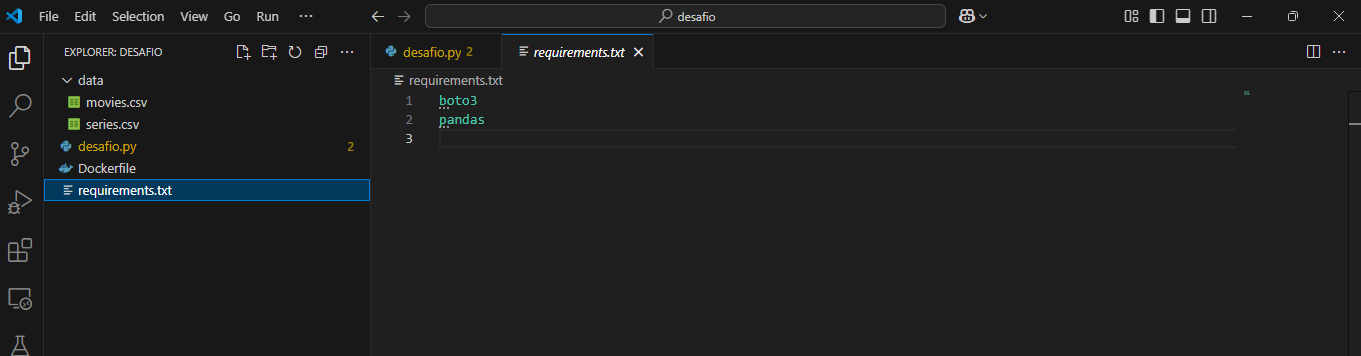 File Edit Selection View Go Run ···
desafio
EXPLORER: DESAFIO
data
movies.csv
series.csv
desafio.py 2
Dockerfile
requirements.txt
desafio.py 2
requirements.txt
requirements.txt
1 boto3
2 pandas
3